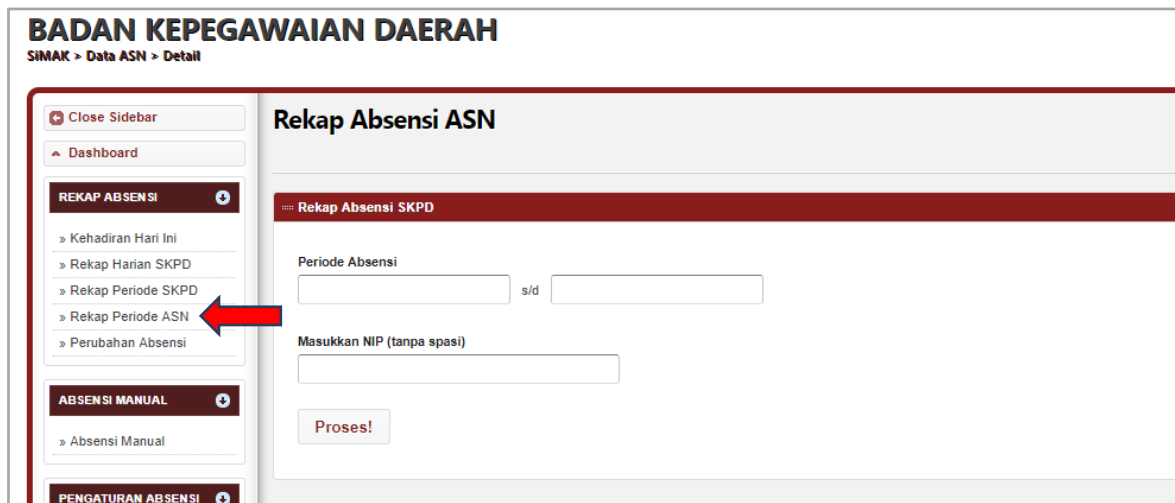 BADAN KEPEGAWAIAN DAERAH
SiMAK > Data ASN > Detail
Close Sidebar
Dashboard
REKAP ABSENSI
» Kehadiran Hari Ini
» Rekap Harian SKPD
» Rekap Periode SKPD
» Rekap Periode ASN
» Perubahan Absensi
ABSENSI MANUAL
» Absensi Manual
PENGATURAN ABSENSI
Rekap Absensi ASN
Rekap Absensi SKPD
Periode Absensi
s/d
Masukkan NIP (tanpa spasi)
Proses!